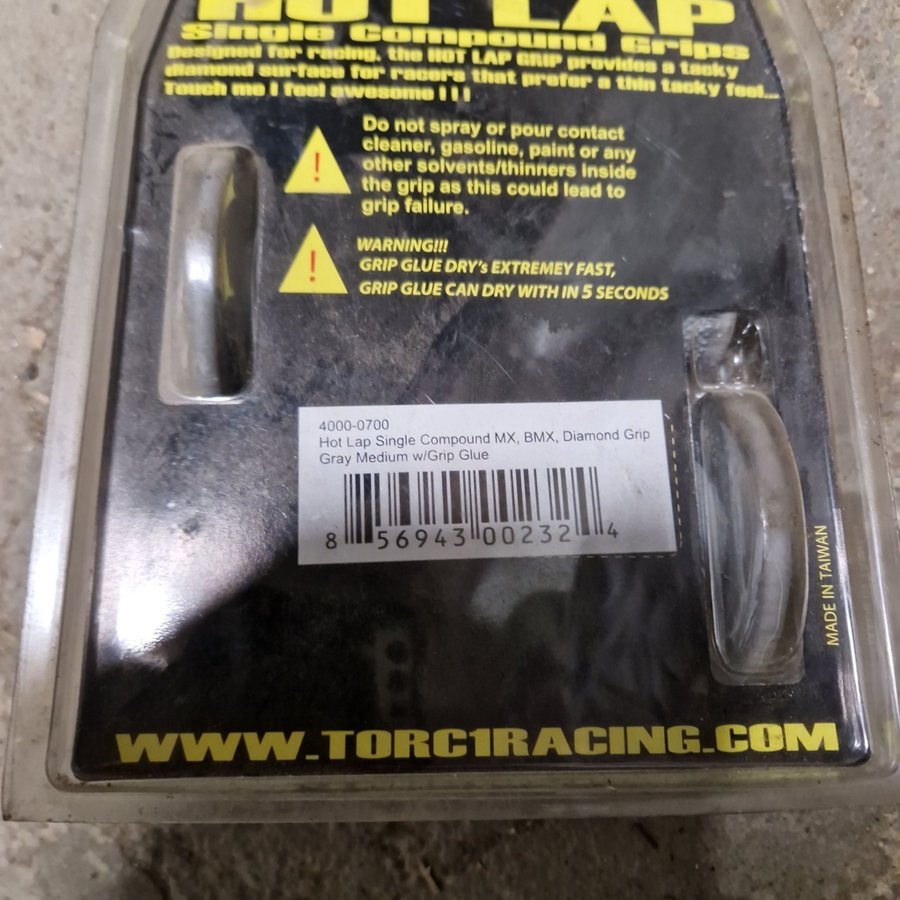 HOT LAP
Single Compound Grips
Designed for racing, the HOT LAP GRIP provides a tacky
diamond surface for racers that prefer a thin tacky feel...
Touch me I feel awesome ! ! !
Do not spray or pour contact
cleaner, gasoline, paint or any
other solvents/thinners inside
the grip as this could lead to
grip failure.
WARNING!!!
GRIP GLUE DRY's EXTREMEY FAST,
GRIP GLUE CAN DRY WITH IN 5 SECONDS
4000-0700
Hot Lap Single Compound MX, BMX, Diamond Grip
Gray Medium w/Grip Glue
8 56943 00232 4
MADE IN TAIWAN
WWW.TORC1RACING.COM